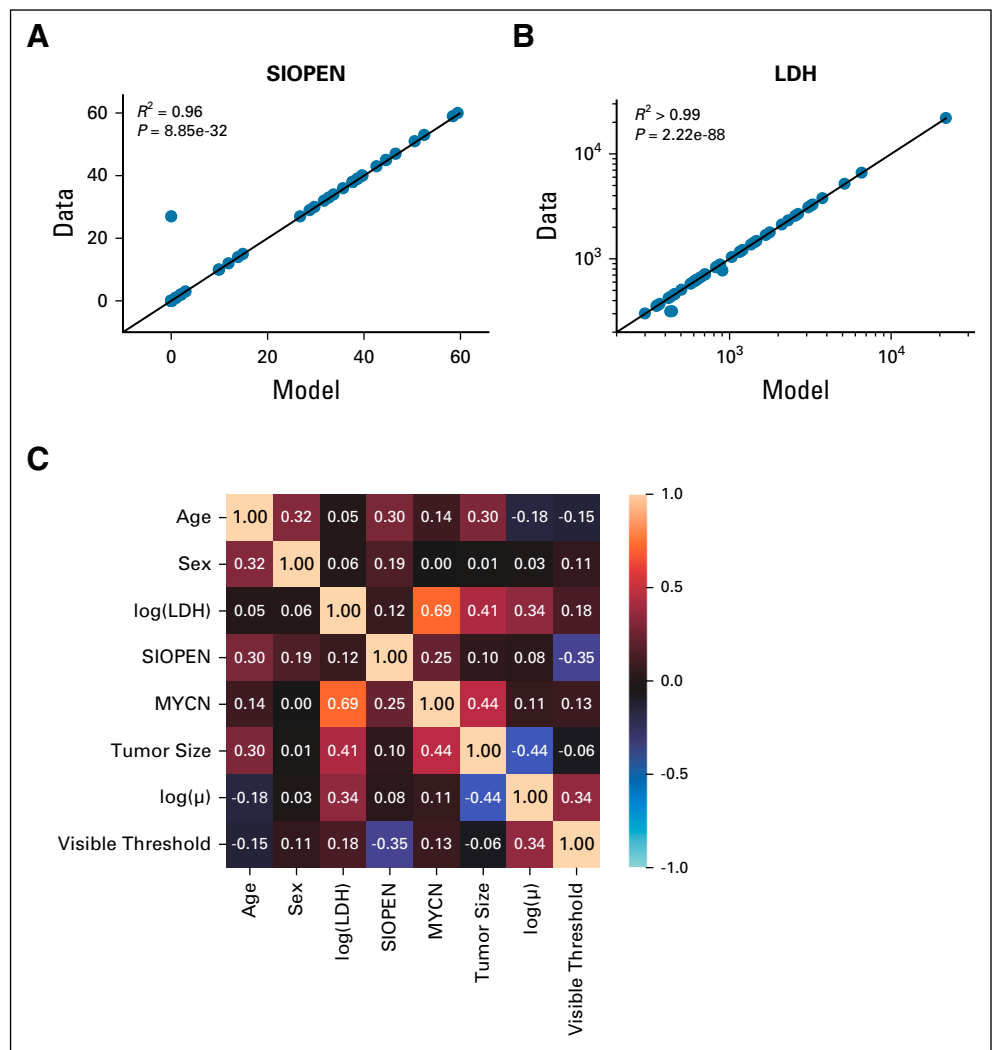 A
SIOPEN
R² = 0.96
P = 8.85e-32
60
40
20
0
Data
0 20 40 60
Model
B
LDH
R² > 0.99
P = 2.22e-88
10⁴
10³
Data
10³ 10⁴
Model
C
Age 1.00 0.32 0.05 0.30 0.14 0.30 -0.18 -0.15
Sex 0.32 1.00 0.06 0.19 0.00 0.01 0.03 0.11
log(LDH) 0.05 0.06 1.00 0.12 0.69 0.41 0.34 0.18
SIOPEN 0.30 0.19 0.12 1.00 0.25 0.10 0.08 -0.35
MYCN 0.14 0.00 0.69 0.25 1.00 0.44 0.11 0.13
Tumor Size 0.30 0.01 0.41 0.10 0.44 1.00 -0.44 -0.06
log(μ) -0.18 0.03 0.34 0.08 0.11 -0.44 1.00 0.34
Visible Threshold -0.15 0.11 0.18 -0.35 0.13 -0.06 0.34 1.00
Age
Sex
log(LDH)
SIOPEN
MYCN
Tumor Size
log(μ)
Visible Threshold
1.0
0.5
0.0
-0.5
-1.0